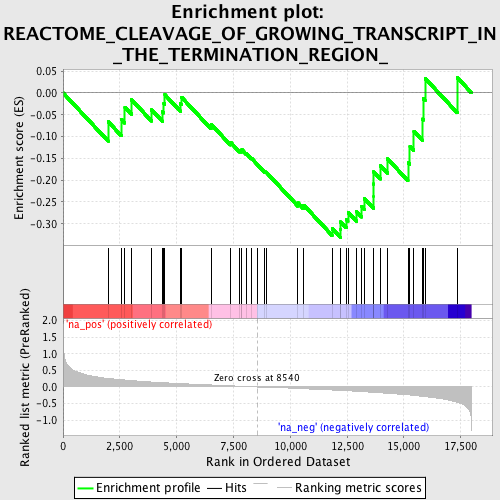 Enrichment plot:
REACTOME_CLEAVAGE_OF_GROWING_TRANSCRIPT_IN
_THE_TERMINATION_REGION_
Enrichment score (ES)
0.05
0.00
-0.05
-0.10
-0.15
-0.20
-0.25
-0.30
'na_pos' (positively correlated)
Ranked list metric (PreRanked)
2.0
1.5
1.0
0.5
0.0
-0.5
-1.0
Zero cross at 8540
'na_neg' (negatively correlated)
0
2,500
5,000
7,500
10,000
12,500
15,000
17,500
Rank in Ordered Dataset
Enrichment profile
Hits
Ranking metric scores